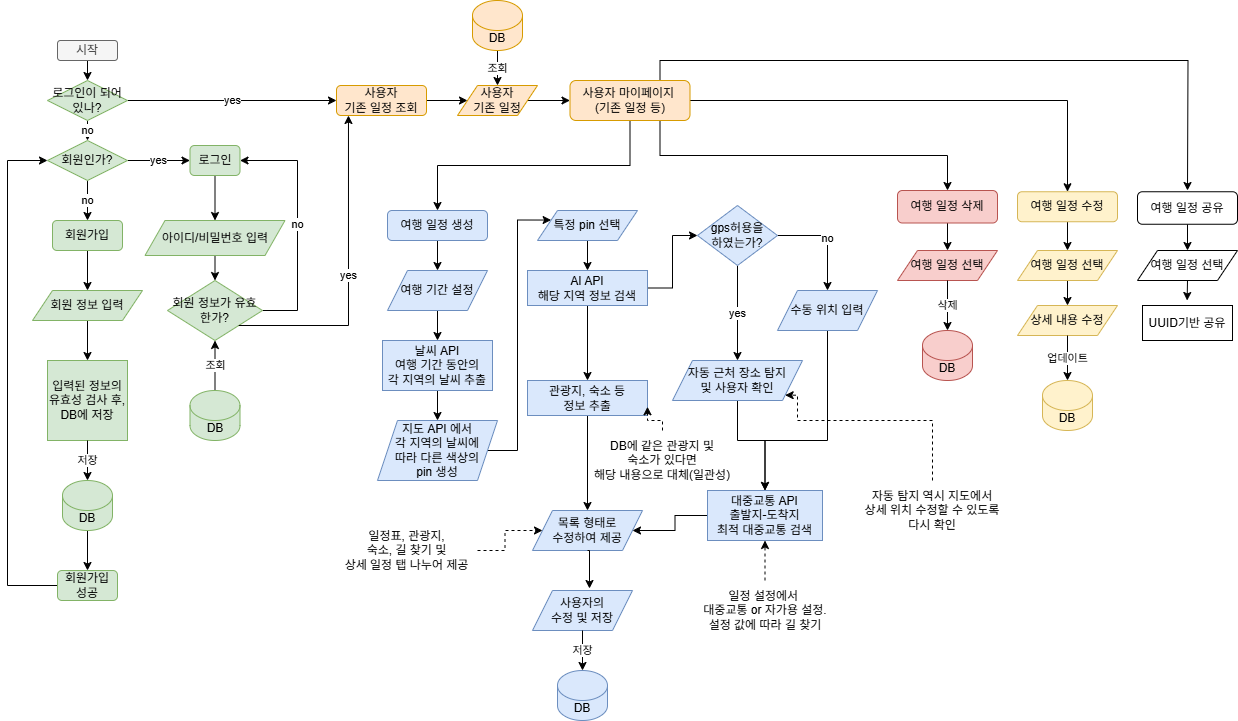 시작
로그인이 되어
있나?
yes
no
회원인가?
yes
no
회원가입
회원 정보 입력
입력된 정보의
유효성 검사 후,
DB에 저장
저장
DB
회원가입
성공
로그인
아이디/비밀번호 입력
회원 정보가 유효
한가?
no
yes
조회
DB
사용자
기존 일정 조회
DB
조회
사용자
기존 일정
사용자 마이페이지
(기존 일정 등)
여행 일정 생성
여행 기간 설정
날씨 API
여행 기간 동안의
각 지역의 날씨 추출
지도 API 에서
각 지역의 날씨에
따라 다른 색상의
pin 생성
특정 pin 선택
AI API
해당 지역 정보 검색
관광지, 숙소 등
정보 추출
DB에 같은 관광지 및
숙소가 있다면
해당 내용으로 대체(일관성)
gps허용을
하였는가?
no
yes
수동 위치 입력
자동 근처 장소 탐지
및 사용자 확인
자동 탐지 역시 지도에서
상세 위치 수정할 수 있도록
다시 확인
대중교통 API
출발지-도착지
최적 대중교통 검색
일정 설정에서
대중교통 or 자가용 설정.
설정 값에 따라 길 찾기
목록 형태로
수정하여 제공
일정표, 관광지,
숙소, 길 찾기 및
상세 일정 탭 나누어 제공
사용자의
수정 및 저장
저장
DB
여행 일정 삭제
여행 일정 선택
삭제
DB
여행 일정 수정
여행 일정 선택
상세 내용 수정
업데이트
DB
여행 일정 공유
여행 일정 선택
UUID기반 공유